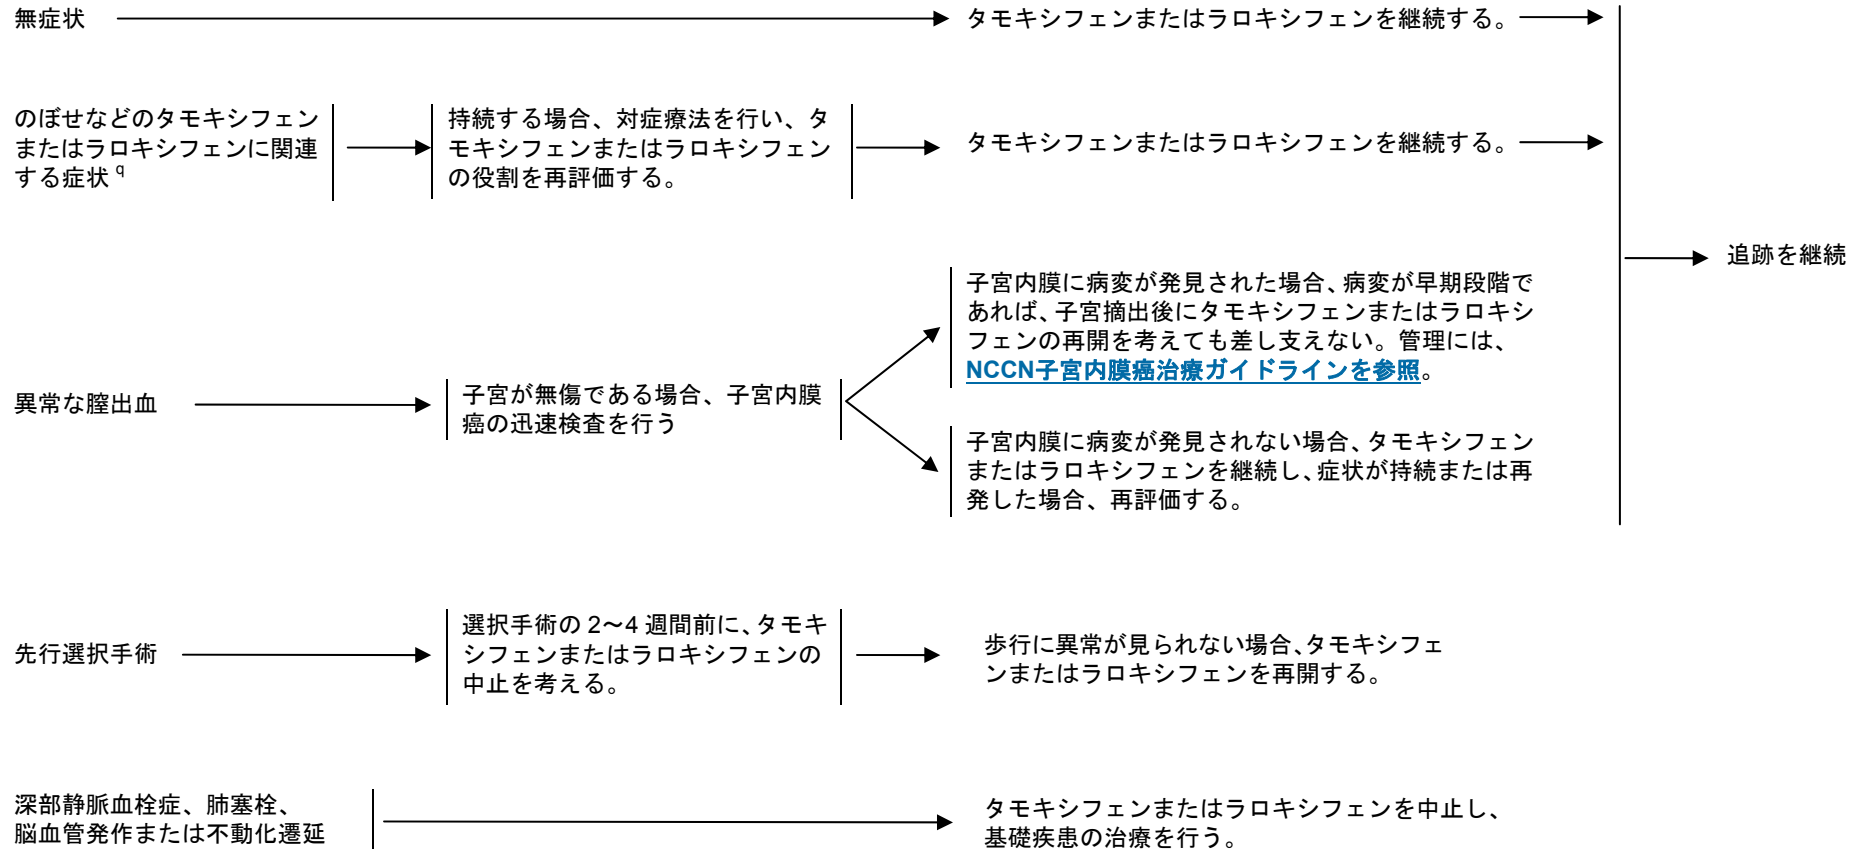 無症状
タモキシフェンまたはラロキシフェンを継続する。
のぼせなどのタモキシフェン
またはラロキシフェンに関連
する症状 q
持続する場合、対症療法を行い、タ
モキシフェンまたはラロキシフェン
の役割を再評価する。
タモキシフェンまたはラロキシフェンを継続する。
追跡を継続
異常な膣出血
子宮が無傷である場合、子宮内膜
癌の迅速検査を行う
子宮内膜に病変が発見された場合、病変が早期段階で
あれば、子宮摘出後にタモキシフェンまたはラロキシ
フェンの再開を考えても差し支えない。管理には、
NCCN子宮内膜癌治療ガイドラインを参照。
子宮内膜に病変が発見されない場合、タモキシフェン
またはラロキシフェンを継続し、症状が持続または再
発した場合、再評価する。
先行選択手術
選択手術の 2～4 週間前に、タモキ
シフェンまたはラロキシフェンの
中止を考える。
歩行に異常が見られない場合、タモキシフェ
ンまたはラロキシフェンを再開する。
深部静脈血栓症、肺塞栓、
脳血管発作または不動化遷延
タモキシフェンまたはラロキシフェンを中止し、
基礎疾患の治療を行う。